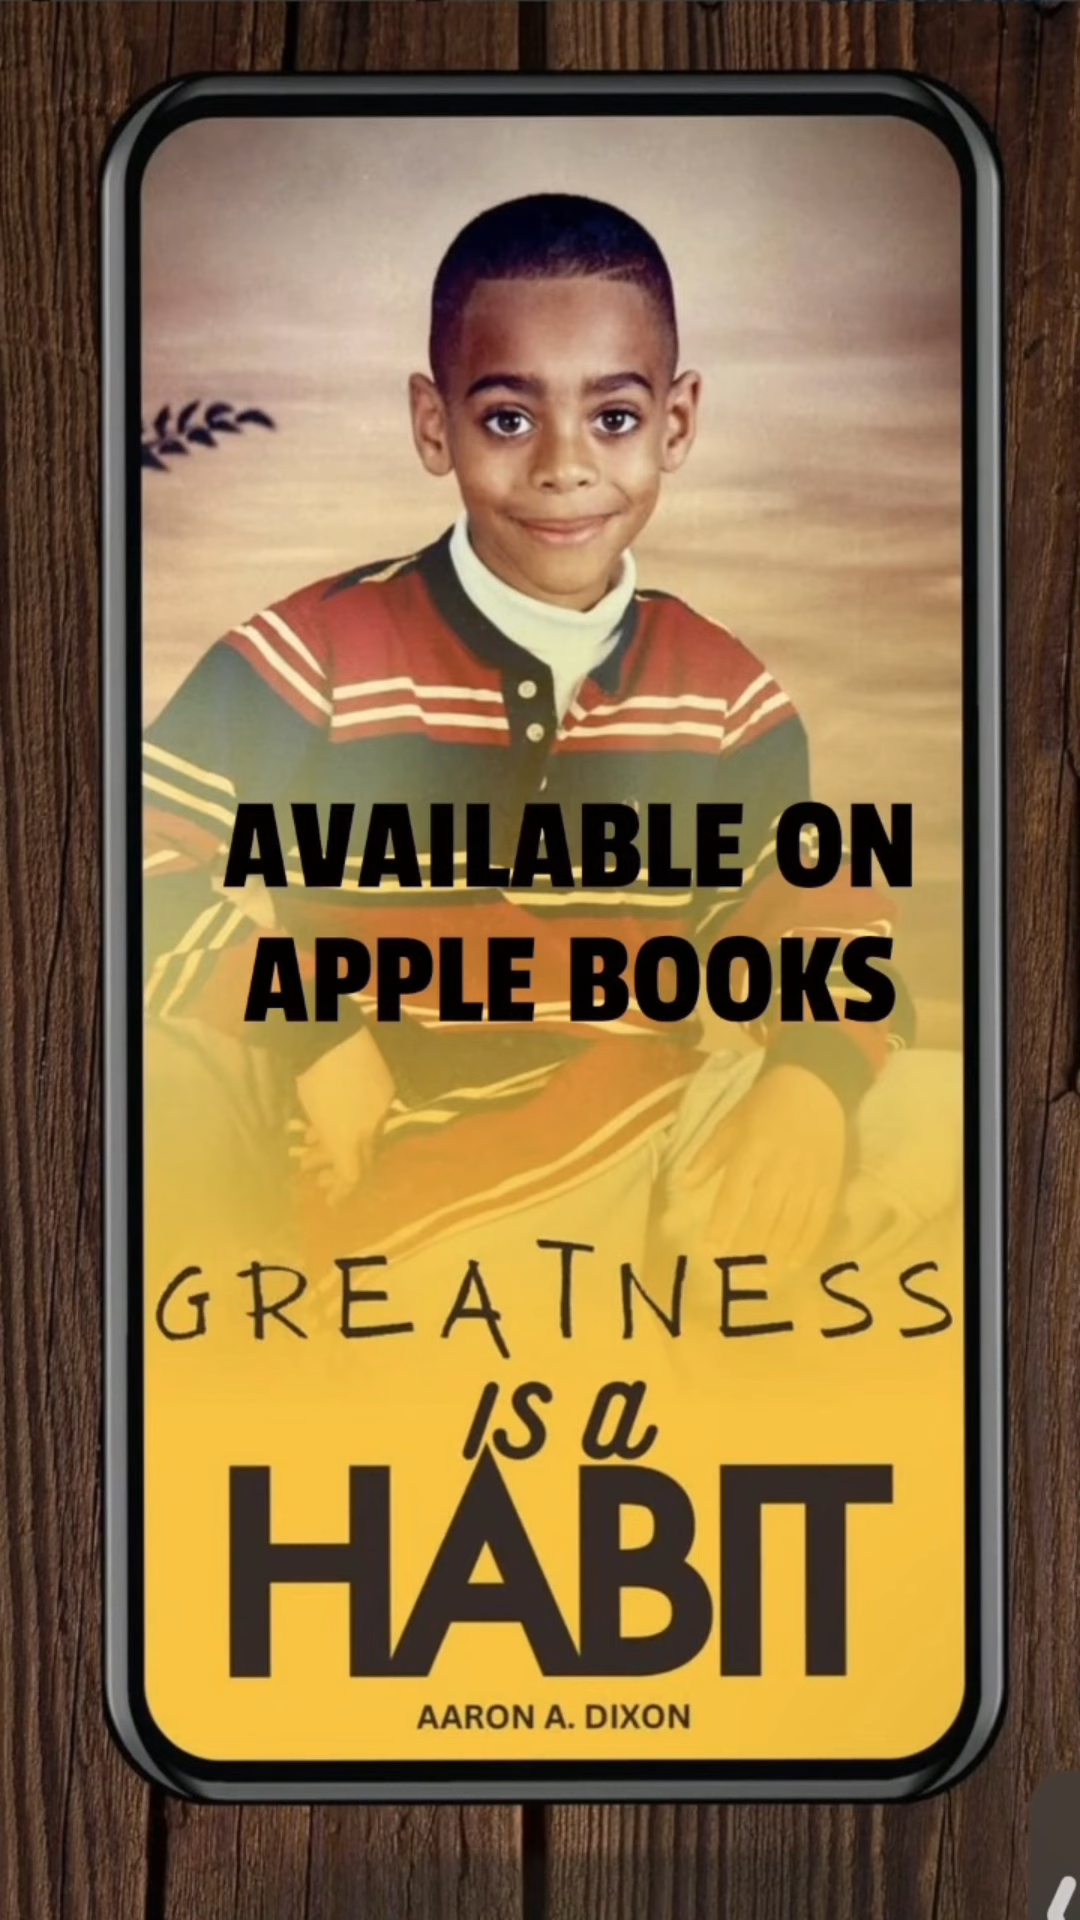 AVAILABLE ON
APPLE BOOKS
GREATNESS
is a
HABIT
AARON A. DIXON